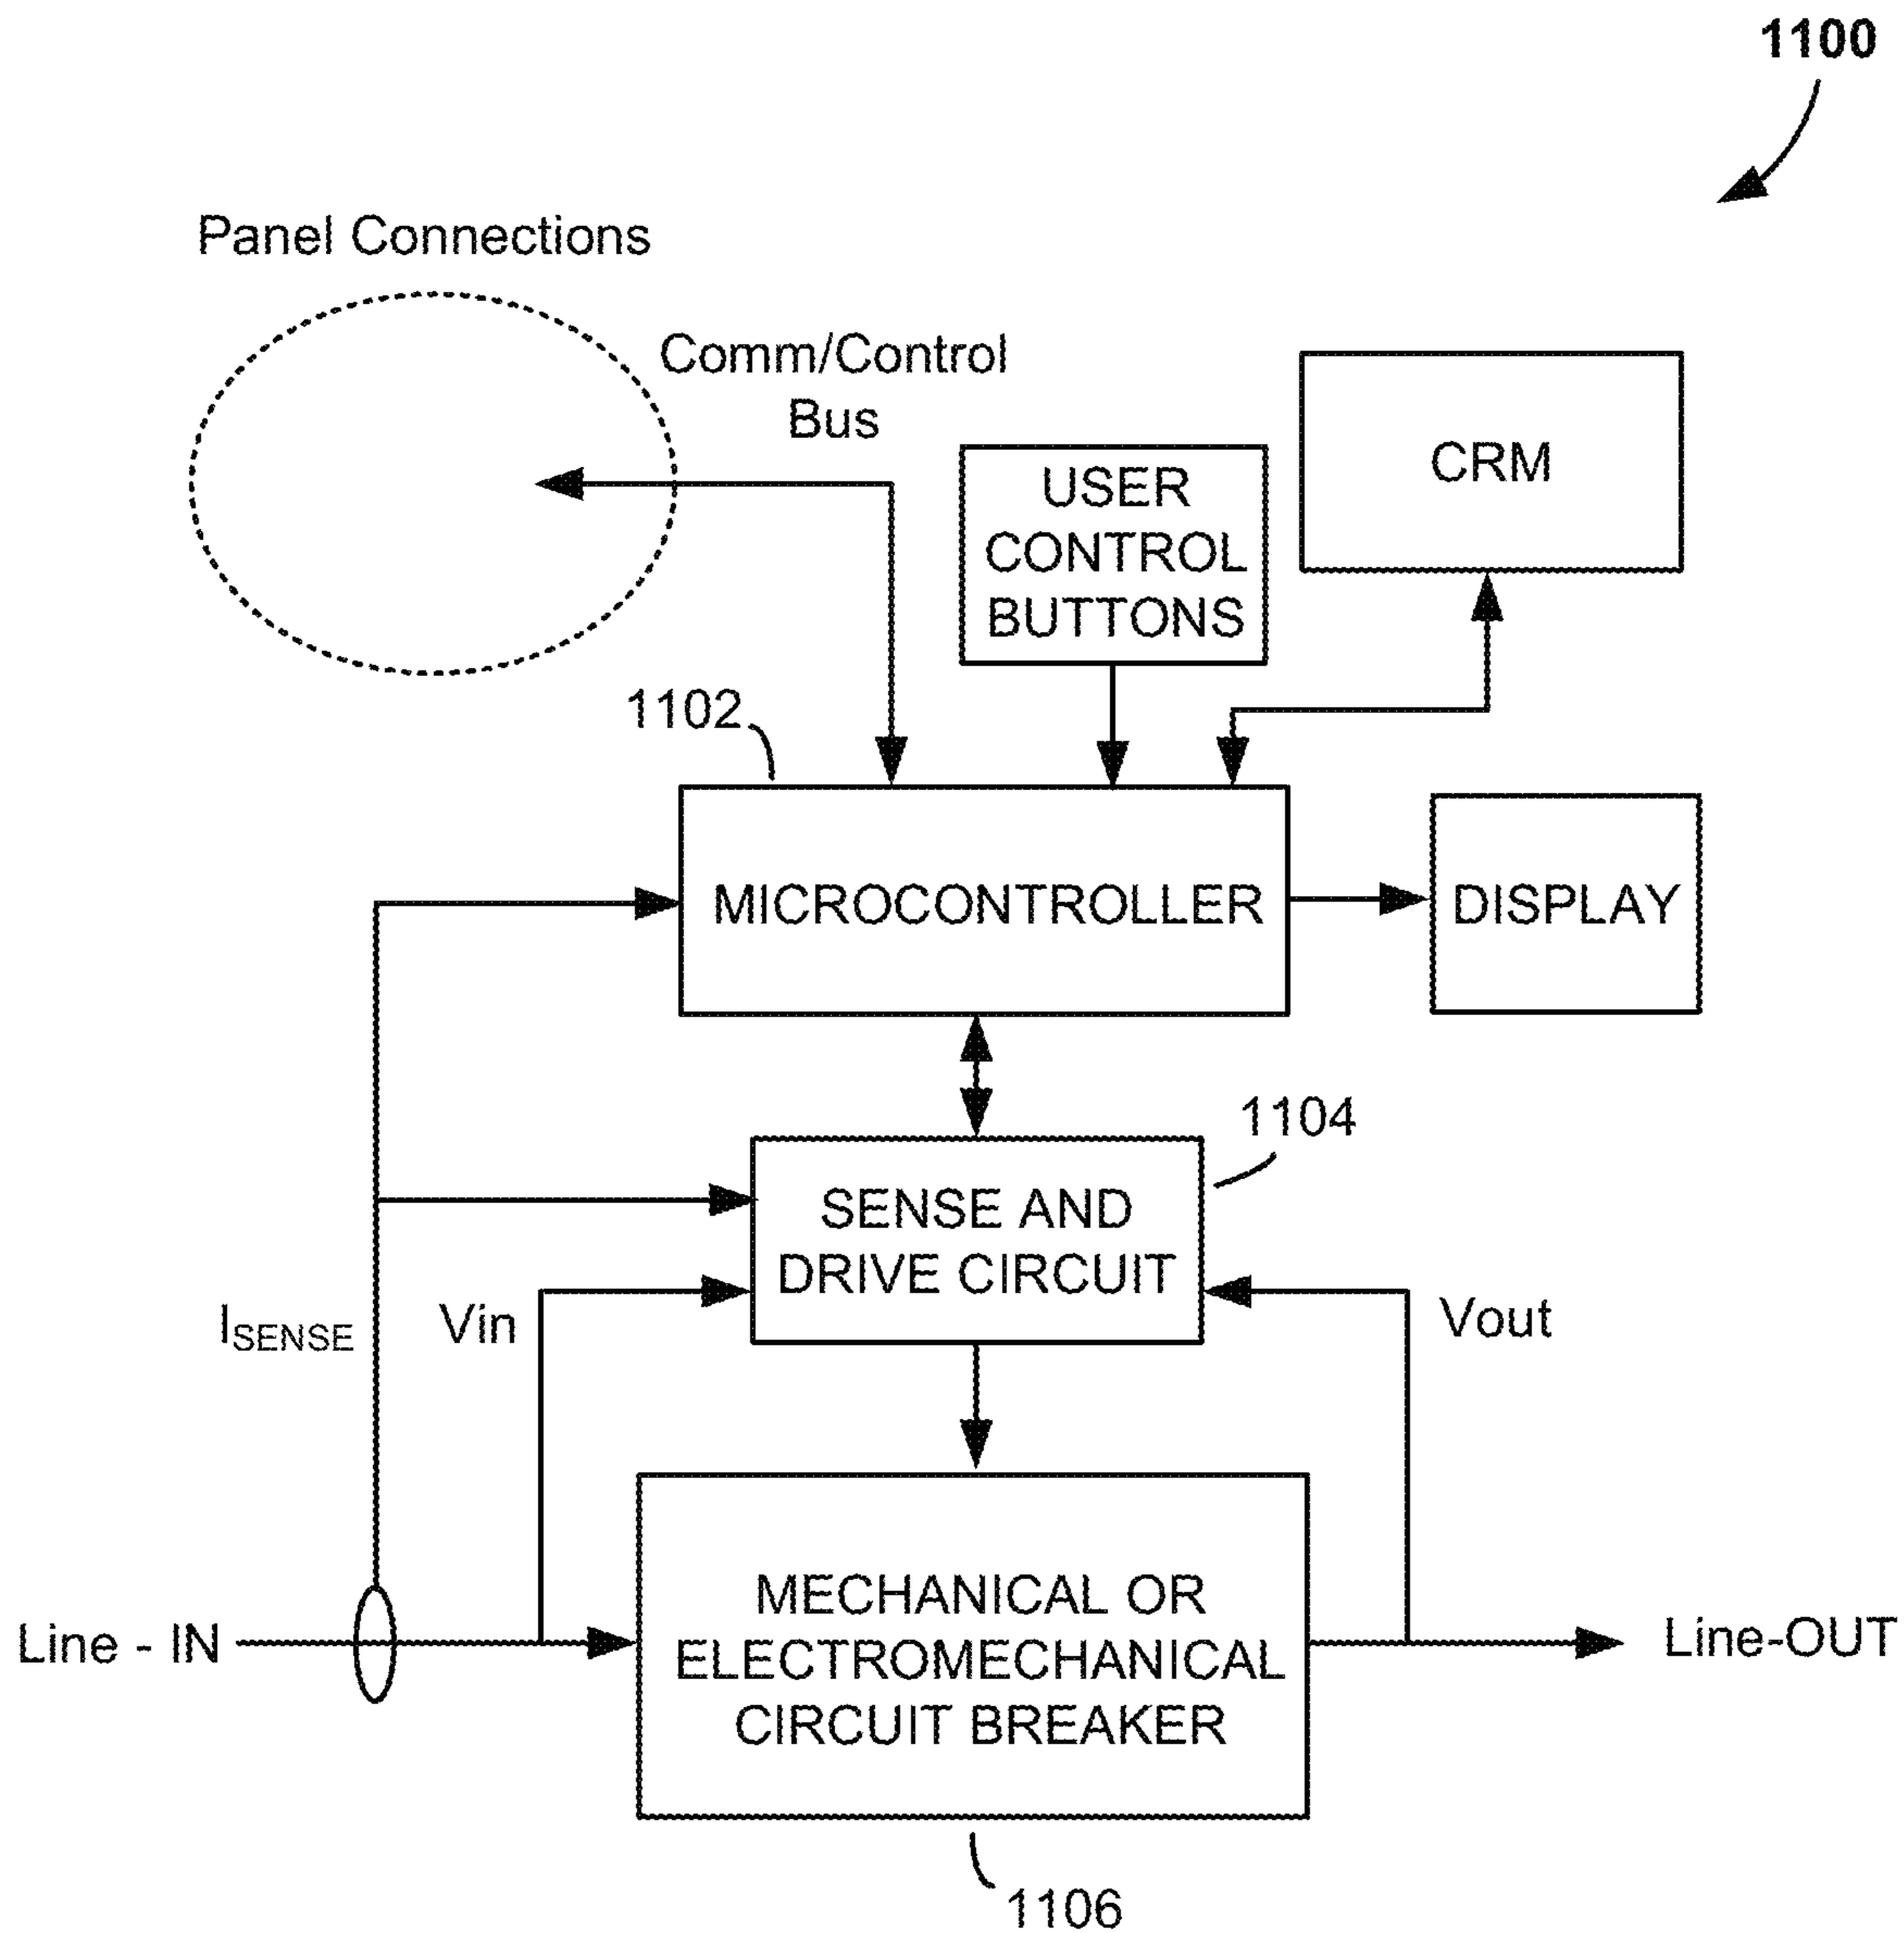 1100
Panel Connections
Comm/Control
Bus
USER
CONTROL
BUTTONS
CRM
1102
MICROCONTROLLER
DISPLAY
1104
SENSE AND
DRIVE CIRCUIT
ISENSE
Vin
Vout
Line - IN
MECHANICAL OR
ELECTROMECHANICAL
CIRCUIT BREAKER
Line-OUT
1106